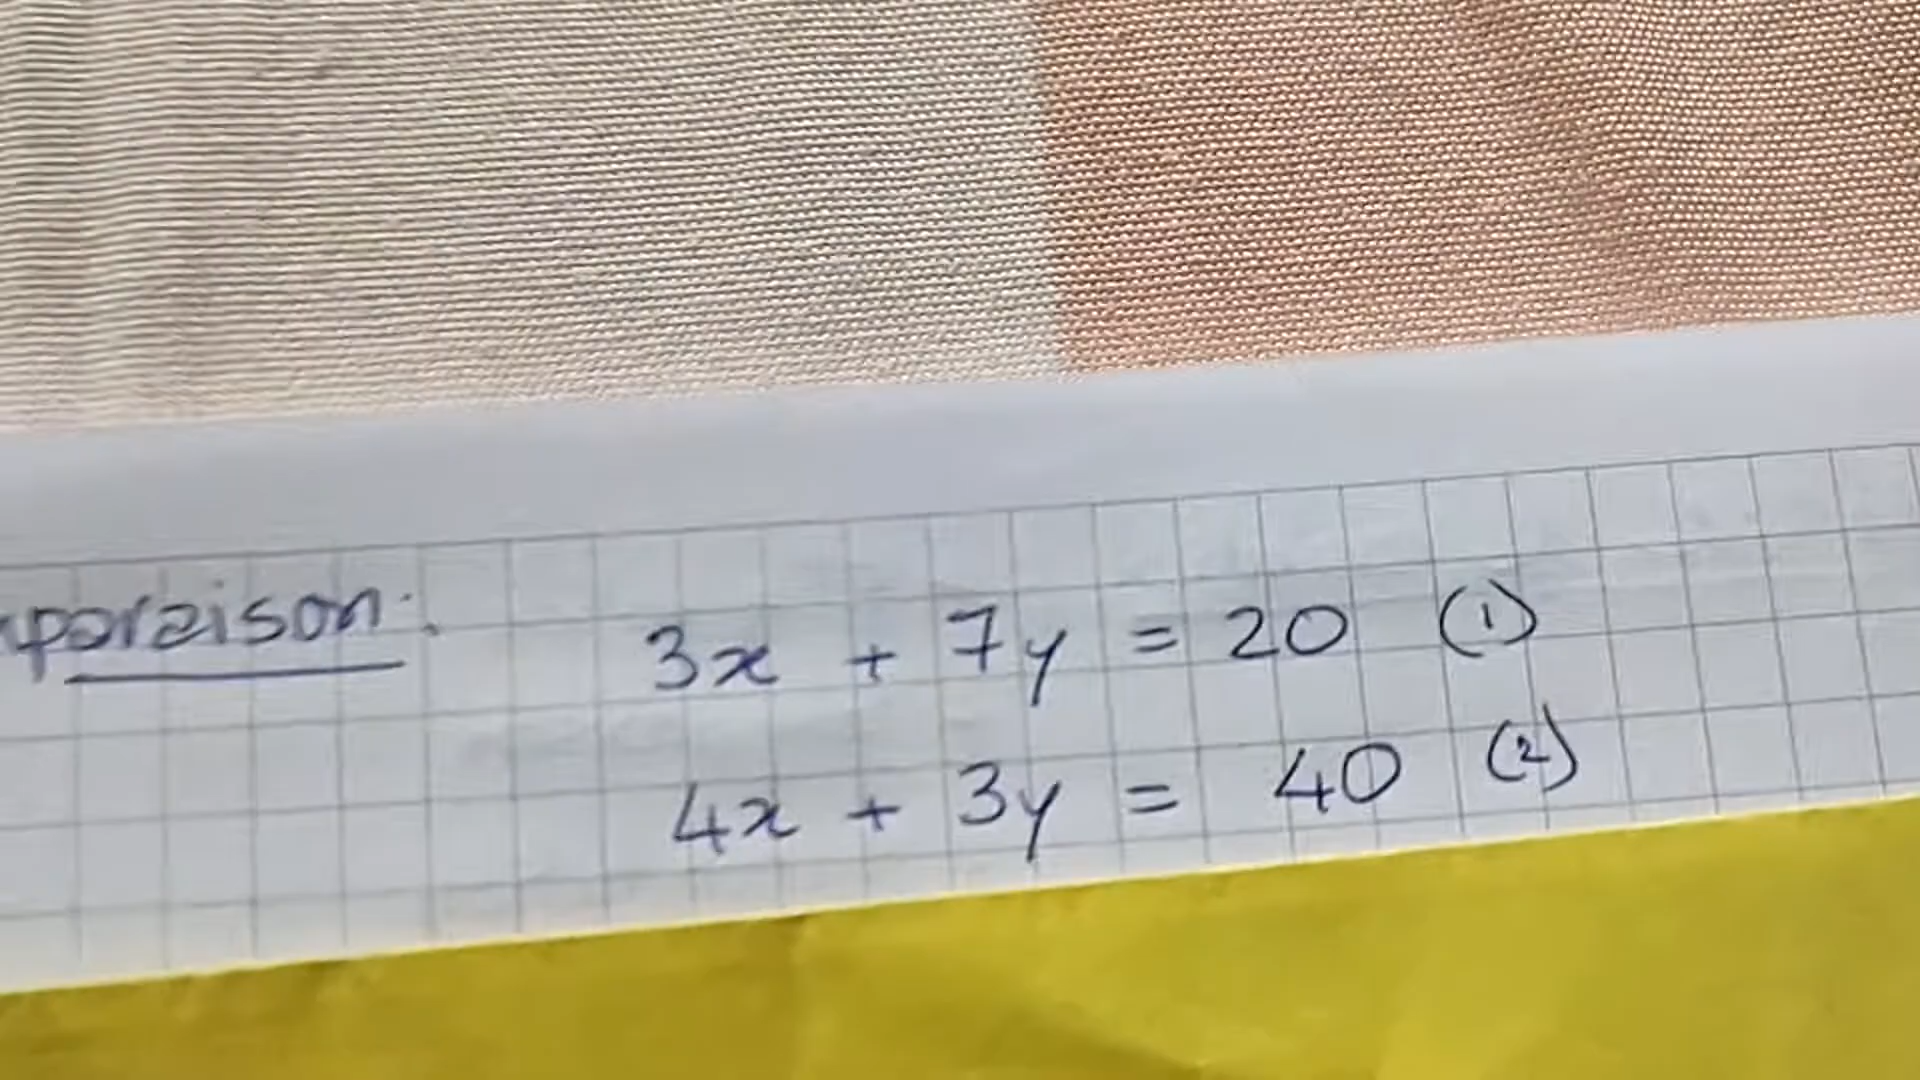 paraison: 3x + 7y = 20 (1)
4x + 3y = 40 (2)